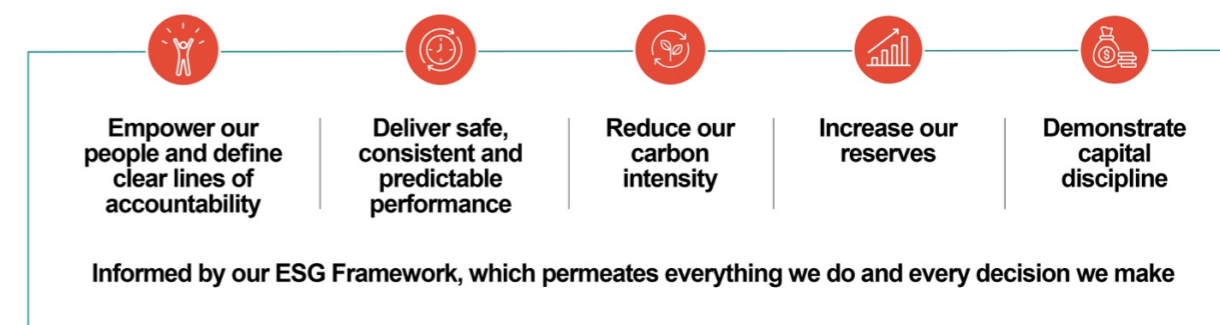 Empower our
people and define
clear lines of
accountability
Deliver safe,
consistent and
predictable
performance
Reduce our
carbon
intensity
Increase our
reserves
Demonstrate
capital
discipline
Informed by our ESG Framework, which permeates everything we do and every decision we make